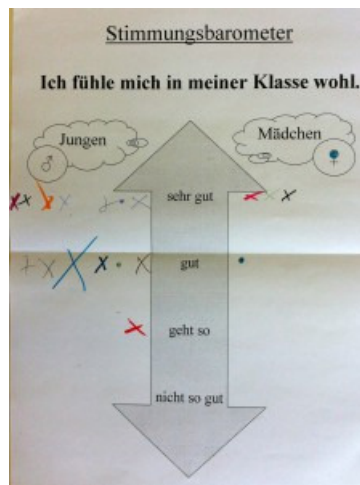 Stimmungsbarometer
Ich fühle mich in meiner Klasse wohl.
Jungen
Mädchen
♂
♀
sehr gut
gut
geht so
nicht so gut